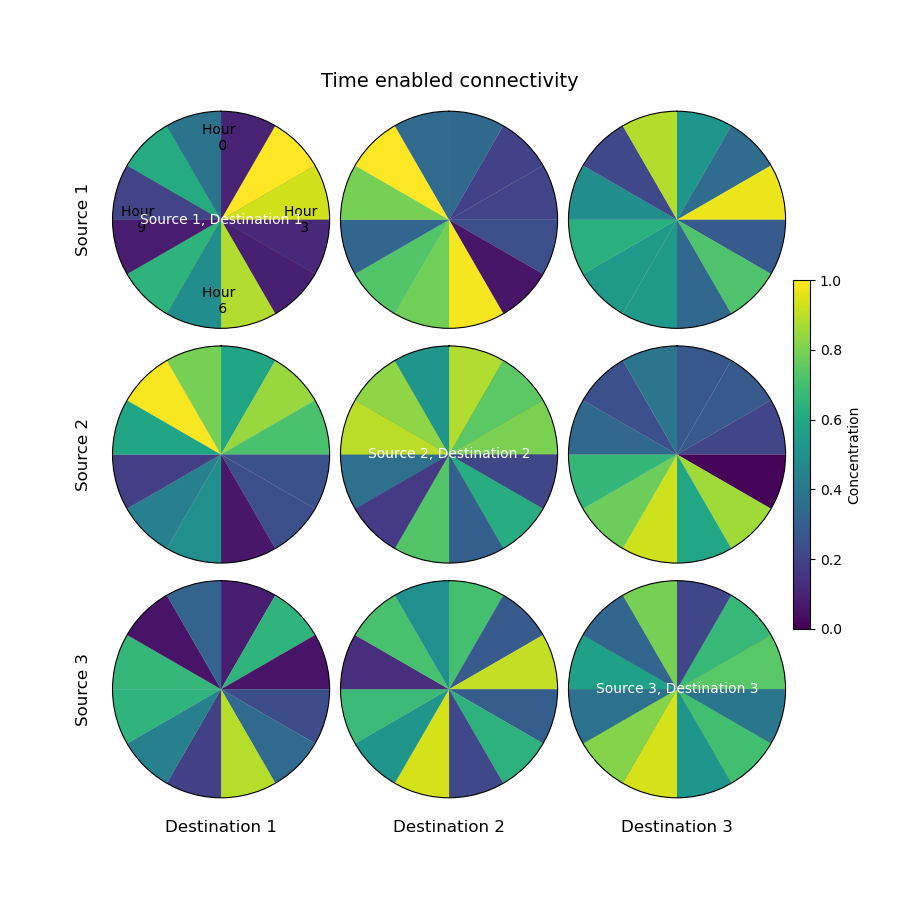 Time enabled connectivity
Source 1
Hour
0
Hour
9
Source 1, Destination 1
Hour
3
Hour
6
Source 2
Source 2, Destination 2
Source 3
Source 3, Destination 3
Destination 1
Destination 2
Destination 3
1.0
0.8
0.6
0.4
0.2
0.0
Concentration